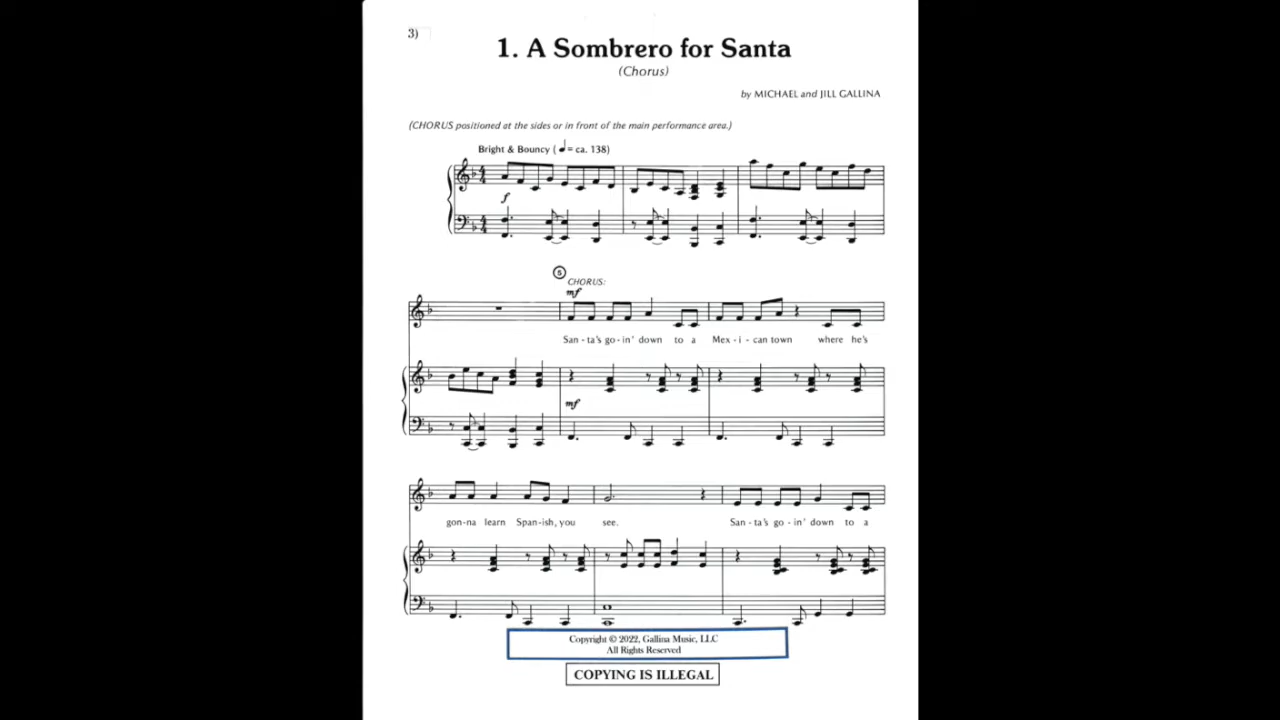 3)
1. A Sombrero for Santa
(Chorus)
by MICHAEL and JILL GALLINA
(CHORUS positioned at the sides or in front of the main performance area.)
Bright & Bouncy ( ♩ = ca. 138)
f
5
CHORUS:
mf
San - ta's go - in' down to a Mex - i - can town where he's
mf
gon-na learn Span-ish, you see. San - ta's go - in' down to a
Copyright © 2022, Gallina Music, LLC
All Rights Reserved
COPYING IS ILLEGAL